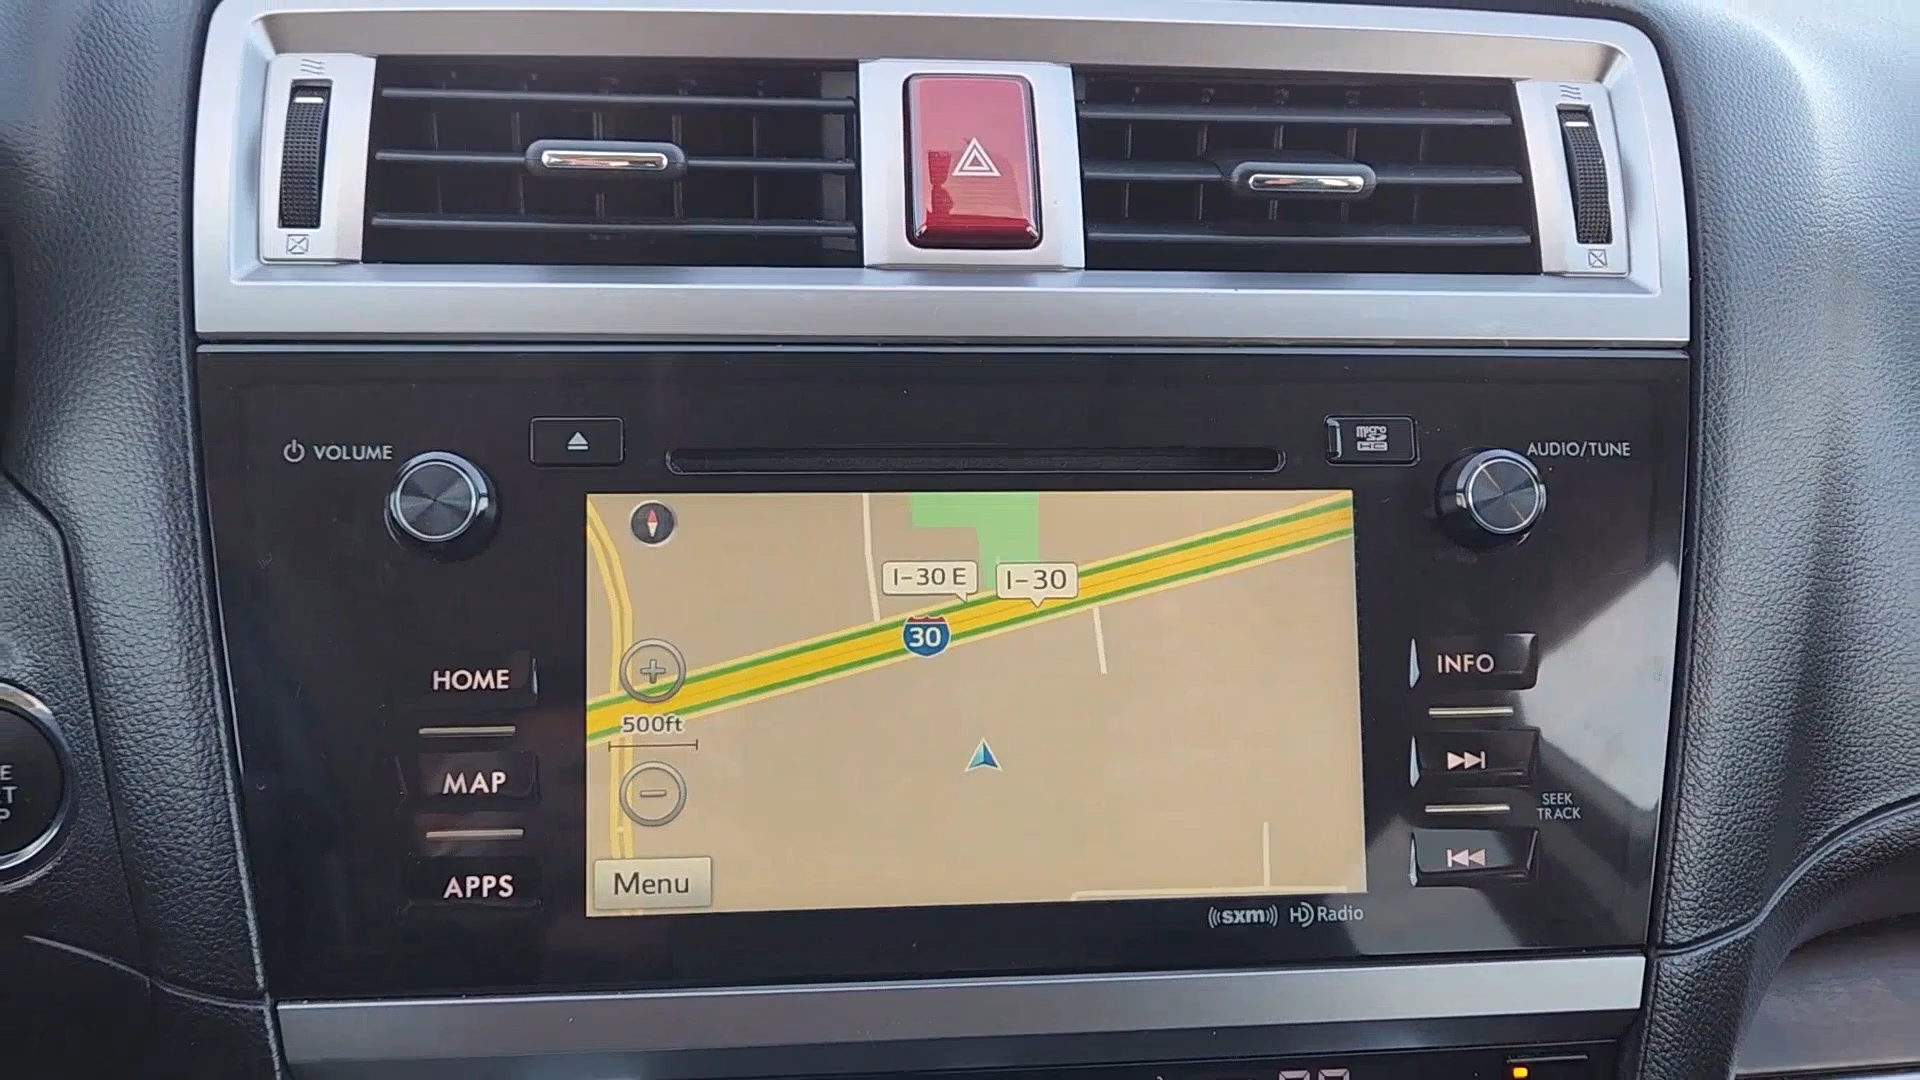 VOLUME
AUDIO/TUNE
micro
SD
HC
I-30 E
I-30
30
HOME
INFO
500ft
MAP
SEEK
TRACK
APPS
Menu
((sxm)) HD Radio